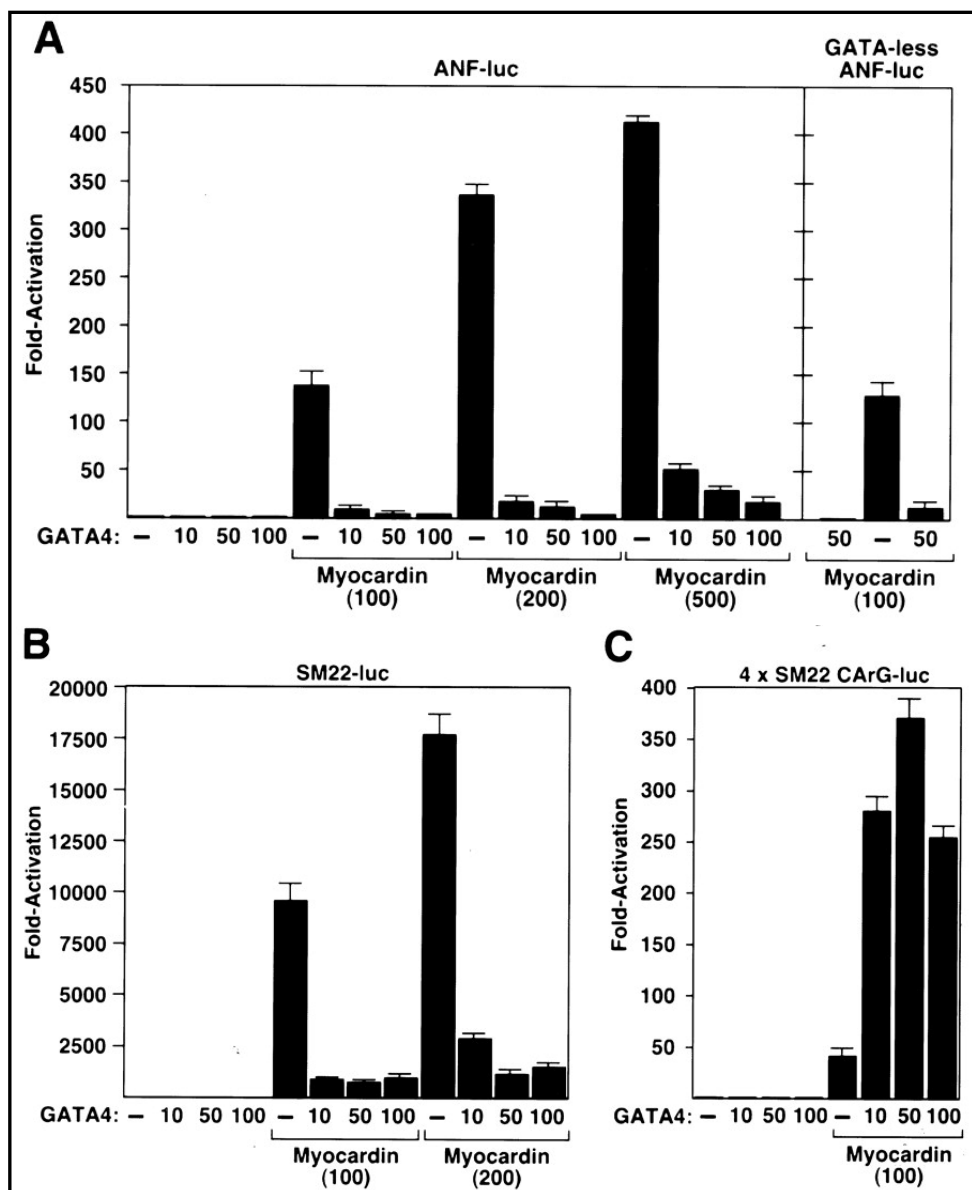 A
ANF-luc
GATA-less
ANF-luc
Fold-Activation
450
400
350
300
250
200
150
100
50
GATA4: – 10 50 100 – 10 50 100 – 10 50 100 – 10 50 100 50 – 50
Myocardin Myocardin Myocardin Myocardin
(100) (200) (500) (100)
B
SM22-luc
Fold-Activation
20000
17500
15000
12500
10000
7500
5000
2500
GATA4: – 10 50 100 – 10 50 100 – 10 50 100
Myocardin Myocardin
(100) (200)
C
4 x SM22 CArG-luc
Fold-Activation
400
350
300
250
200
150
100
50
GATA4: – 10 50 100 – 10 50 100
Myocardin
(100)